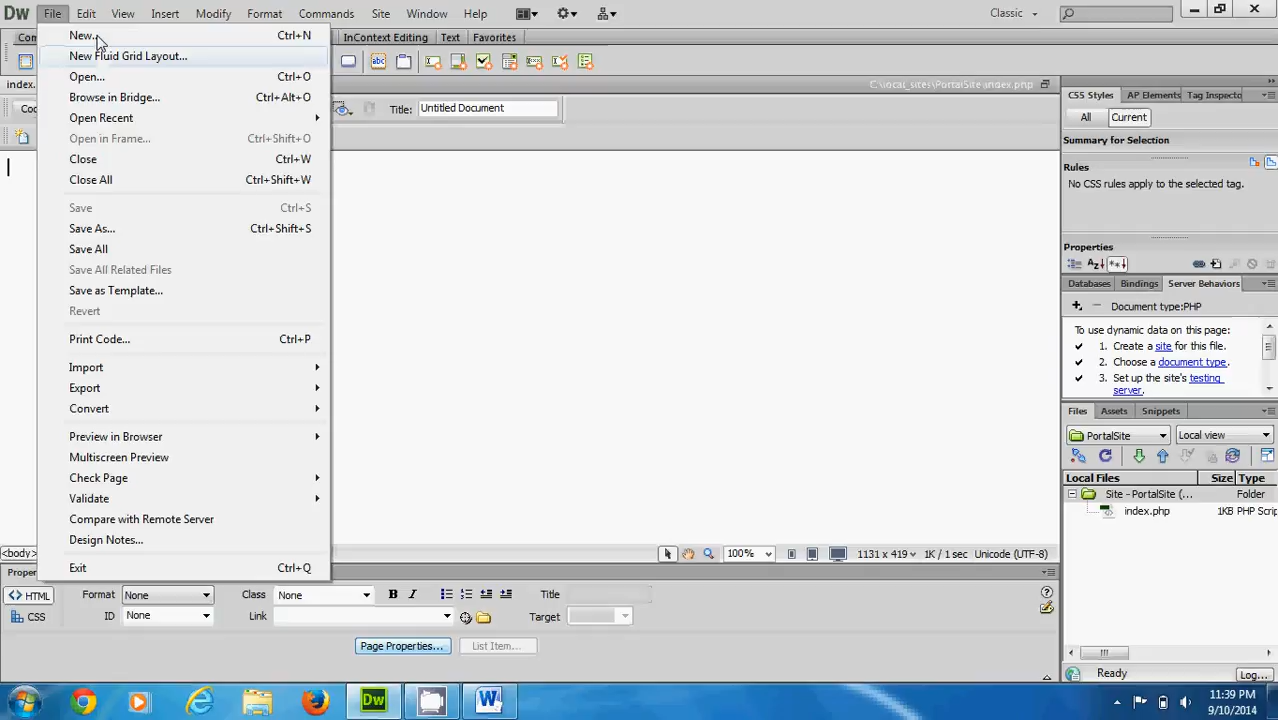 Dw File Edit View Insert Modify Format Commands Site Window Help Classic
New... Ctrl+N
New Fluid Grid Layout...
Open... Ctrl+O
Browse in Bridge... Ctrl+Alt+O
Open Recent
Open in Frame... Ctrl+Shift+O
Close Ctrl+W
Close All Ctrl+Shift+W
Save Ctrl+S
Save As... Ctrl+Shift+S
Save All
Save All Related Files
Save as Template...
Revert
Print Code... Ctrl+P
Import
Export
Convert
Preview in Browser
Multiscreen Preview
Check Page
Validate
Compare with Remote Server
Design Notes...
Exit Ctrl+Q
InContext Editing Text Favorites
C:\local_sites\PortalSite\index.php
Title: Untitled Document
CSS Styles AP Elements Tag Inspecto
All Current
Summary for Selection
Rules
No CSS rules apply to the selected tag.
Properties
Databases Bindings Server Behaviors
Document type:PHP
To use dynamic data on this page:
1. Create a site for this file.
2. Choose a document type.
3. Set up the site's testing
server.
Files Assets Snippets
PortalSite Local view
Local Files Size Type
Site - PortalSite (... Folder
index.php 1KB PHP Scrip
Ready Log...
<body> 100% 1131 x 419 1K / 1 sec Unicode (UTF-8)
<> HTML Format None Class None B I Title
CSS ID None Link Target
Page Properties... List Item...
Dw W
11:39 PM
9/10/2014